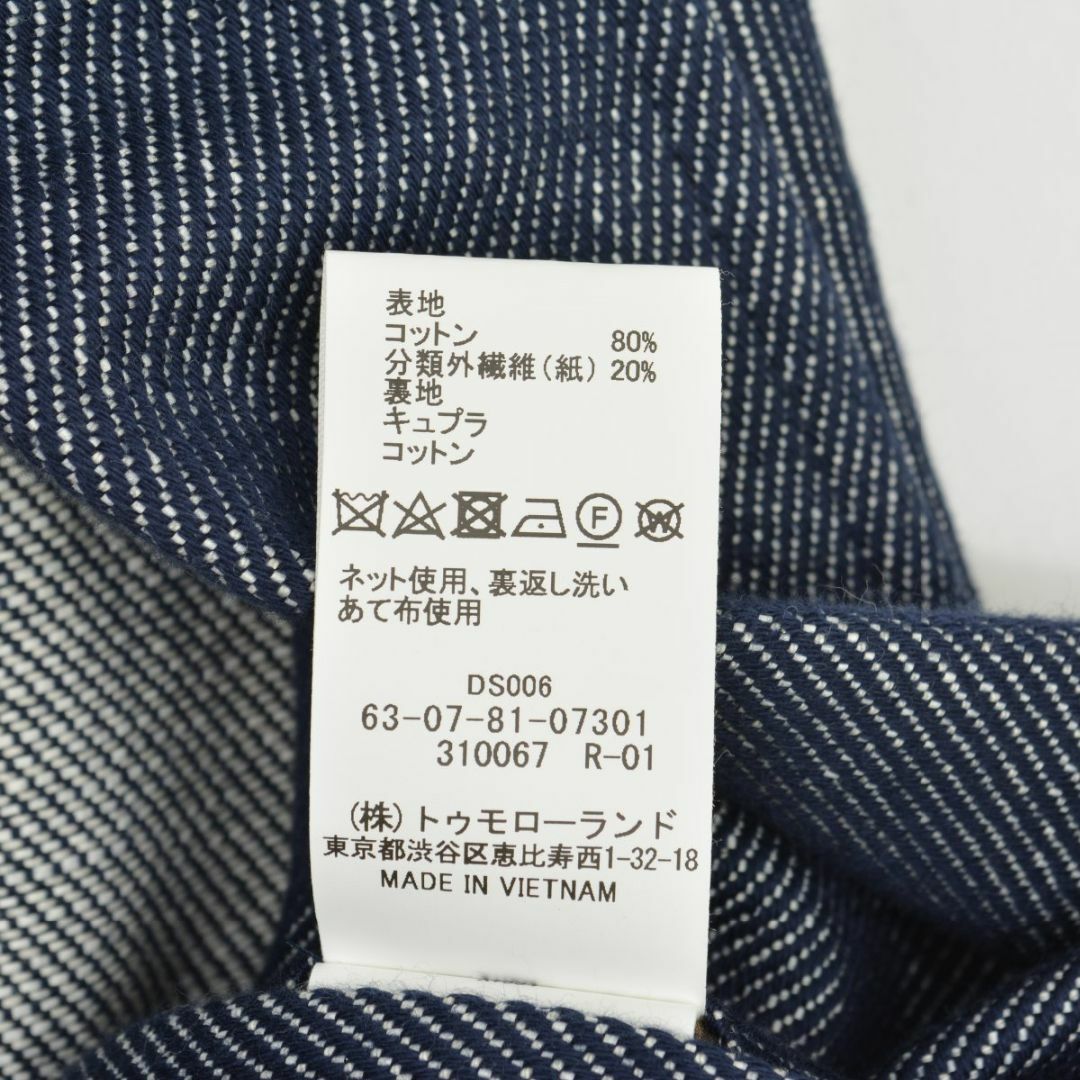 表地
コットン 80%
分類外繊維(紙) 20%
裏地
キュプラ
コットン
F W
ネット使用、裏返し洗い
あて布使用
DS006
63-07-81-07301
310067 R-01
(株)トゥモローランド
東京都渋谷区恵比寿西1-32-18
MADE IN VIETNAM